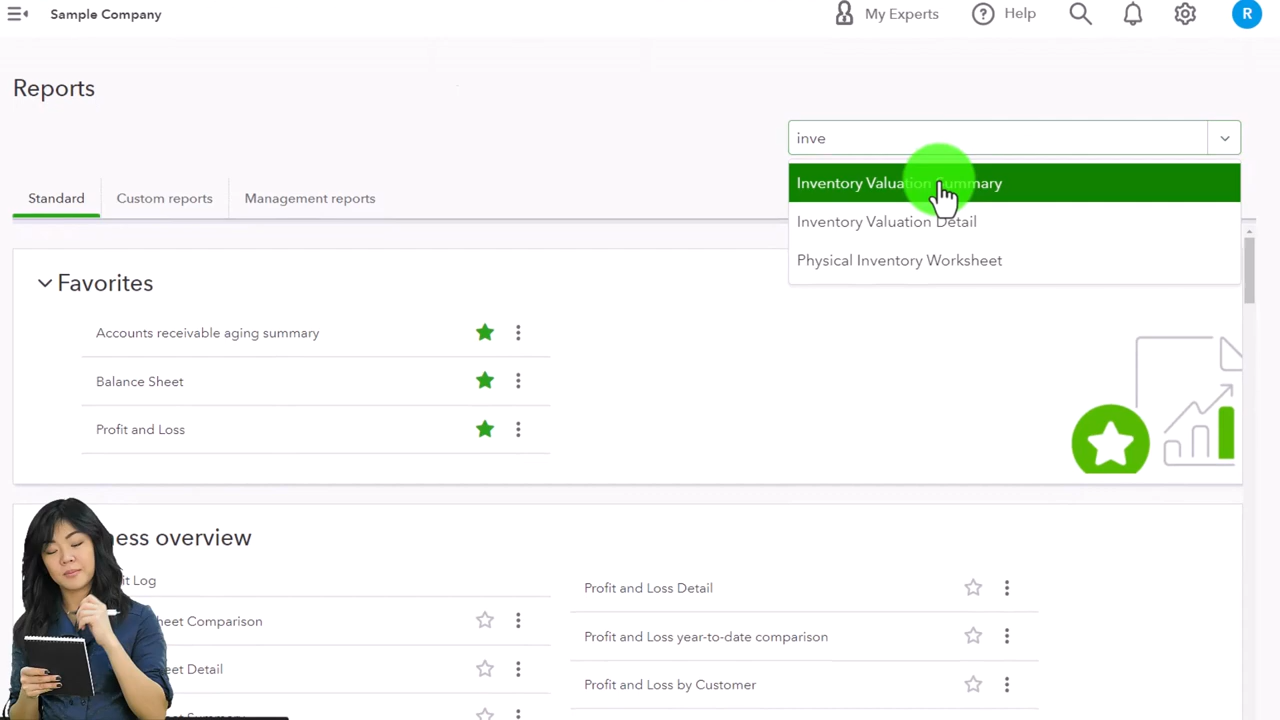 Sample Company
My Experts
Help
R
Reports
inve
Inventory Valuation Summary
Inventory Valuation Detail
Physical Inventory Worksheet
Standard
Custom reports
Management reports
Favorites
Accounts receivable aging summary
Balance Sheet
Profit and Loss
ess overview
it Log
Profit and Loss Detail
heet Comparison
Profit and Loss year-to-date comparison
eet Detail
Profit and Loss by Customer